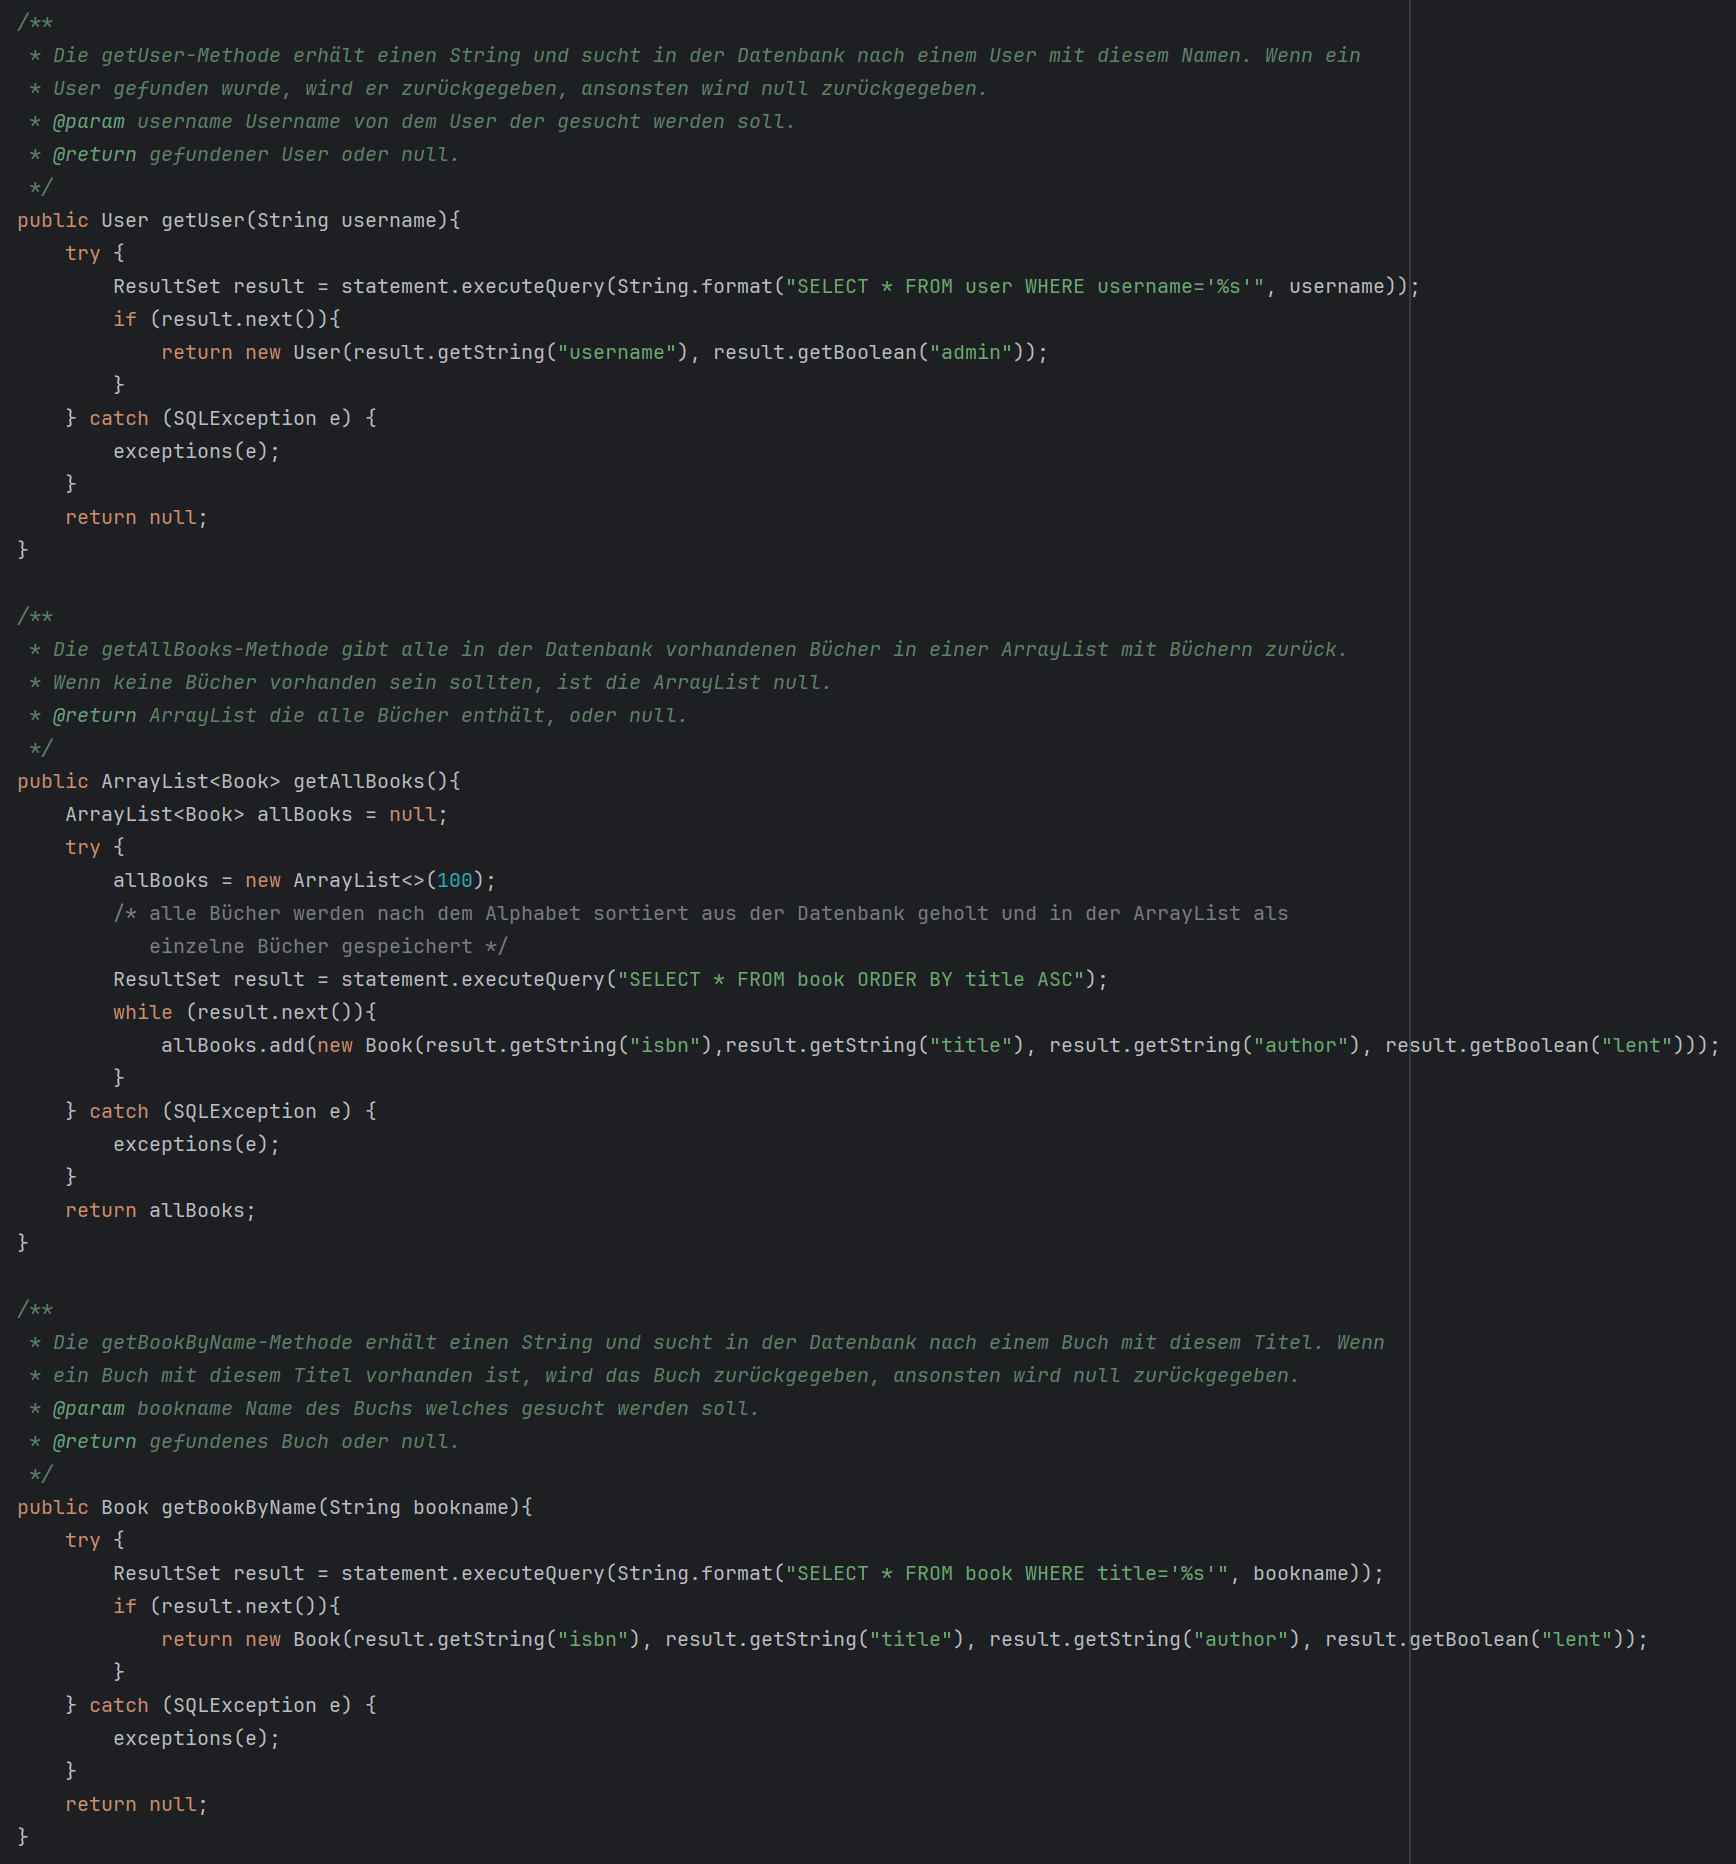 /**
 * Die getUser-Methode erhält einen String und sucht in der Datenbank nach einem User mit diesem Namen. Wenn ein
 * User gefunden wurde, wird er zurückgegeben, ansonsten wird null zurückgegeben.
 * @param username Username von dem User der gesucht werden soll.
 * @return gefundener User oder null.
 */
public User getUser(String username){
    try {
        ResultSet result = statement.executeQuery(String.format("SELECT * FROM user WHERE username='%s'", username));
        if (result.next()){
            return new User(result.getString("username"), result.getBoolean("admin"));
        }
    } catch (SQLException e) {
        exceptions(e);
    }
    return null;
}

/**
 * Die getAllBooks-Methode gibt alle in der Datenbank vorhandenen Bücher in einer ArrayList mit Büchern zurück.
 * Wenn keine Bücher vorhanden sein sollten, ist die ArrayList null.
 * @return ArrayList die alle Bücher enthält, oder null.
 */
public ArrayList<Book> getAllBooks(){
    ArrayList<Book> allBooks = null;
    try {
        allBooks = new ArrayList<>(100);
        /* alle Bücher werden nach dem Alphabet sortiert aus der Datenbank geholt und in der ArrayList als
           einzelne Bücher gespeichert */
        ResultSet result = statement.executeQuery("SELECT * FROM book ORDER BY title ASC");
        while (result.next()){
            allBooks.add(new Book(result.getString("isbn"),result.getString("title"), result.getString("author"), result.getBoolean("lent")));
        }
    } catch (SQLException e) {
        exceptions(e);
    }
    return allBooks;
}

/**
 * Die getBookByName-Methode erhält einen String und sucht in der Datenbank nach einem Buch mit diesem Titel. Wenn
 * ein Buch mit diesem Titel vorhanden ist, wird das Buch zurückgegeben, ansonsten wird null zurückgegeben.
 * @param bookname Name des Buchs welches gesucht werden soll.
 * @return gefundenes Buch oder null.
 */
public Book getBookByName(String bookname){
    try {
        ResultSet result = statement.executeQuery(String.format("SELECT * FROM book WHERE title='%s'", bookname));
        if (result.next()){
            return new Book(result.getString("isbn"), result.getString("title"), result.getString("author"), result.getBoolean("lent"));
        }
    } catch (SQLException e) {
        exceptions(e);
    }
    return null;
}